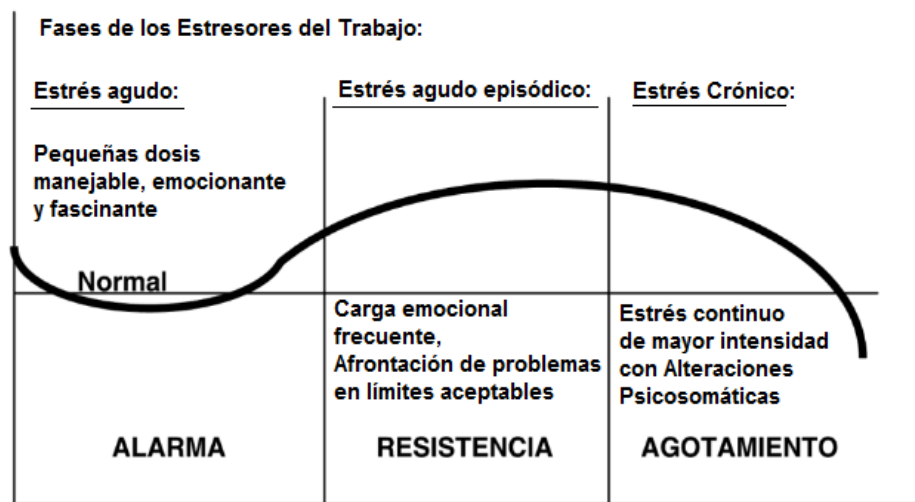 Fases de los Estresores del Trabajo:
Estrés agudo:
Estrés agudo episódico:
Estrés Crónico:
Pequeñas dosis
manejable, emocionante
y fascinante
Normal
Carga emocional
frecuente,
Afrontación de problemas
en límites aceptables
Estrés continuo
de mayor intensidad
con Alteraciones
Psicosomáticas
ALARMA
RESISTENCIA
AGOTAMIENTO